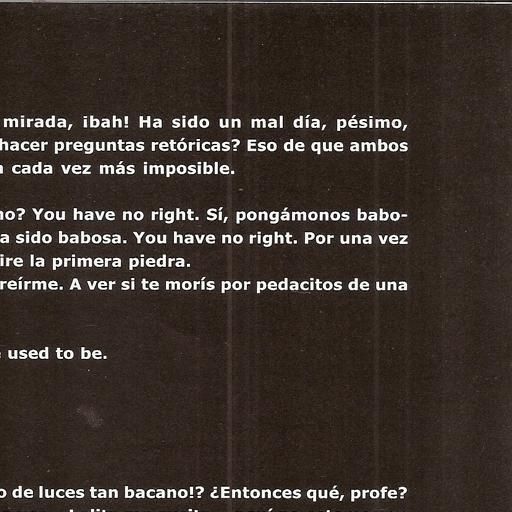 mirada, ¡bah! Ha sido un mal día, pésimo,
hacer preguntas retóricas? Eso de que ambos
cada vez más imposible.
no? You have no right. Sí, pongámonos babo-
a sido babosa. You have no right. Por una vez
ire la primera piedra.
reírme. A ver si te morís por pedacitos de una
used to be.
o de luces tan bacano!? ¿Entonces qué, profe?